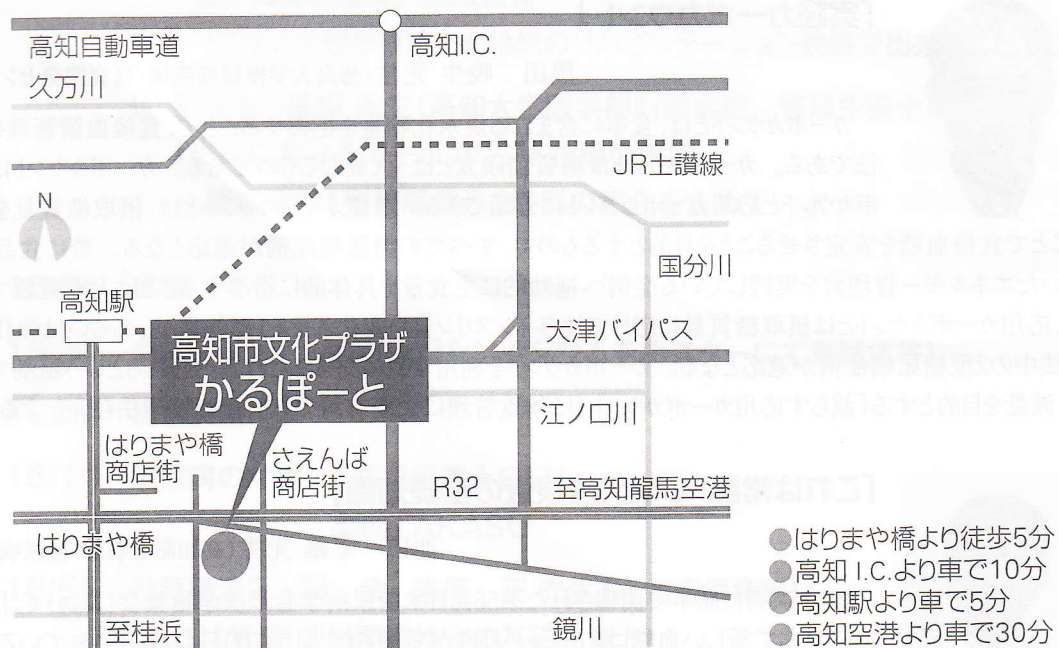 高知自動車道
高知I.C.
久万川
JR土讃線
N
国分川
高知駅
大津バイパス
高知市文化プラザ
かるぽーと
江ノ口川
はりまや橋
商店街
さえんば
商店街
R32
至高知龍馬空港
はりまや橋
●はりまや橋より徒歩5分
●高知 I.C.より車で10分
●高知駅より車で5分
●高知空港より車で30分
至桂浜
鏡川